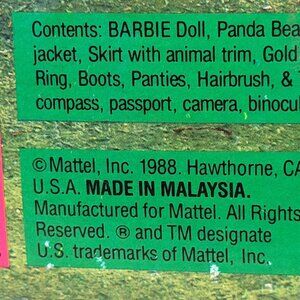 Contents: BARBIE Doll, Panda Bea
jacket, Skirt with animal trim, Gold
Ring, Boots, Panties, Hairbrush, &
compass, passport, camera, binocul
© Mattel, Inc. 1988. Hawthorne, CA
U.S.A. MADE IN MALAYSIA.
Manufactured for Mattel. All Rights
Reserved. ® and TM designate
U.S. trademarks of Mattel, Inc.